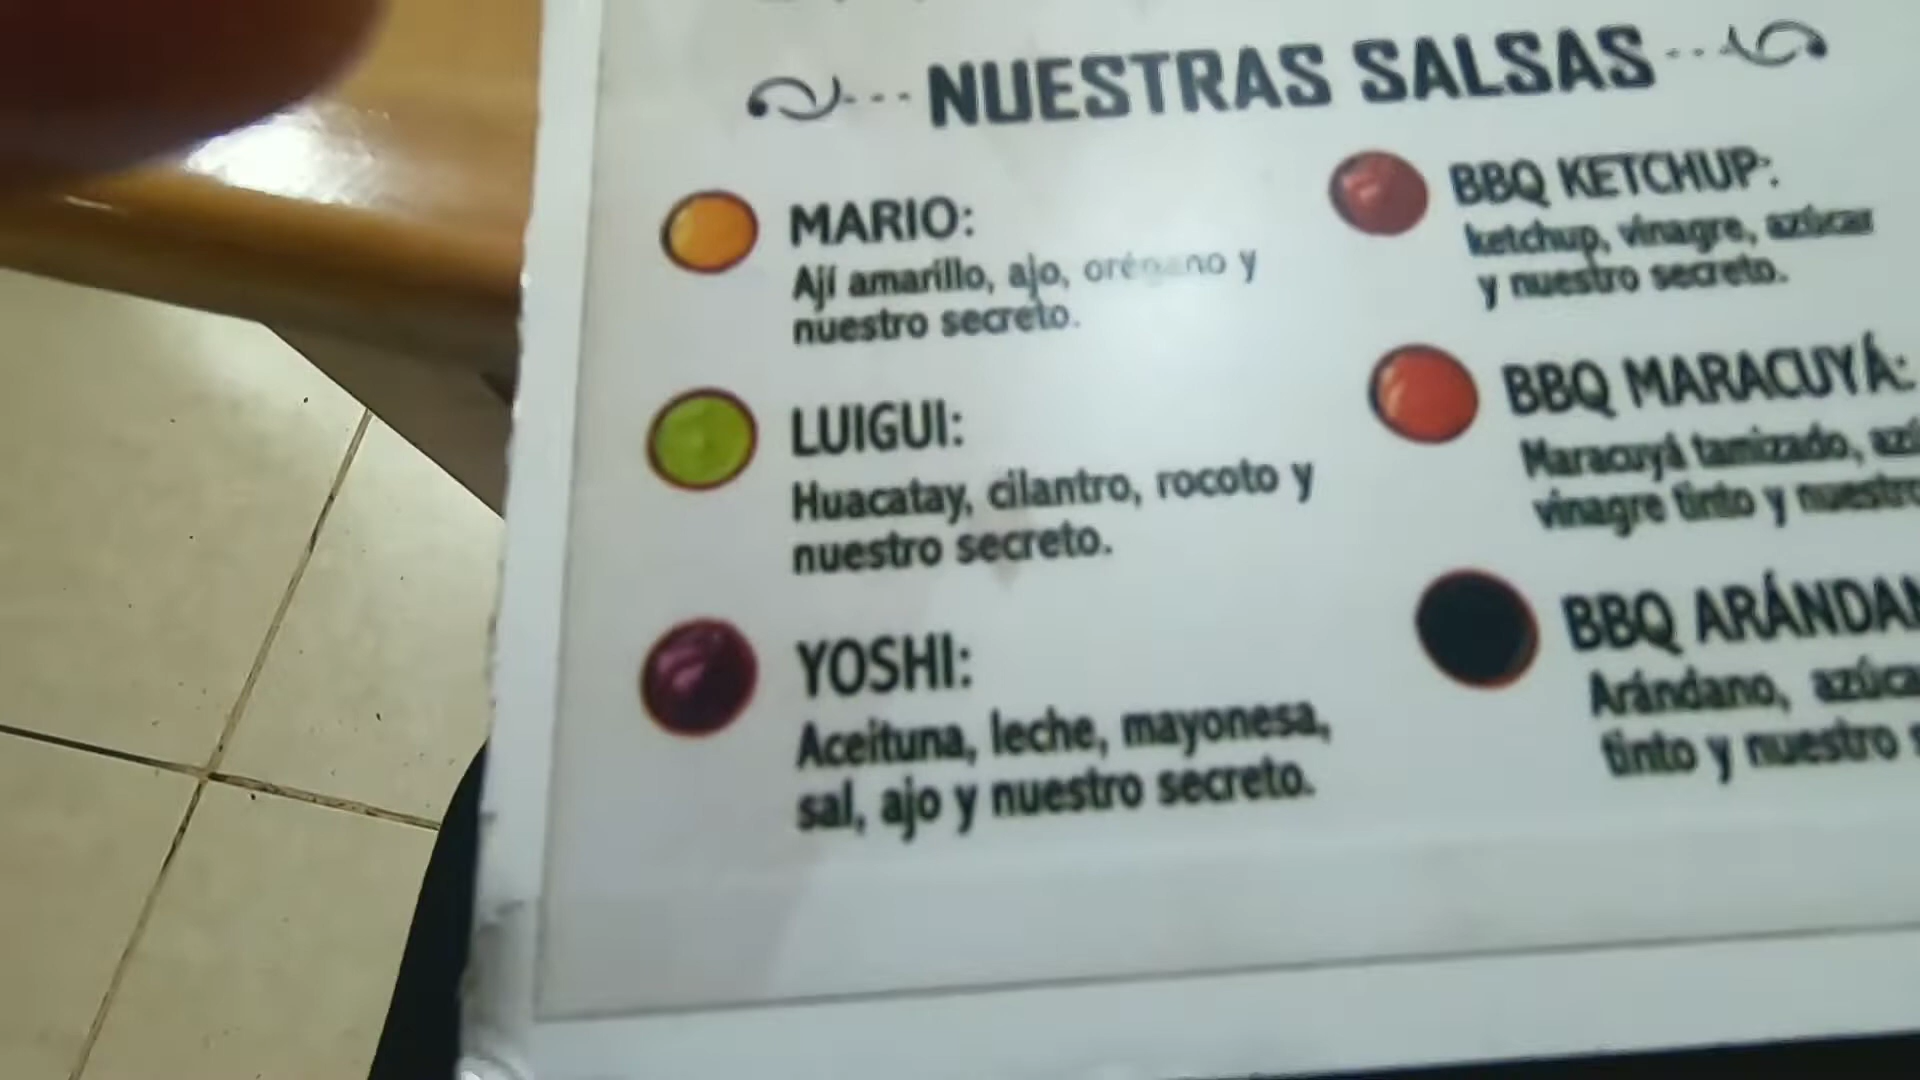 NUESTRAS SALSAS
MARIO:
Ají amarillo, ajo, orégano y
nuestro secreto.
LUIGUI:
Huacatay, cilantro, rocoto y
nuestro secreto.
YOSHI:
Aceituna, leche, mayonesa,
sal, ajo y nuestro secreto.
BBQ KETCHUP:
ketchup, vinagre, azúcar
y nuestro secreto.
BBQ MARACUYÁ:
Maracuyá tamizado,
vinagre tinto y nuestro
BBQ
Arándano,
tinto y nuestro